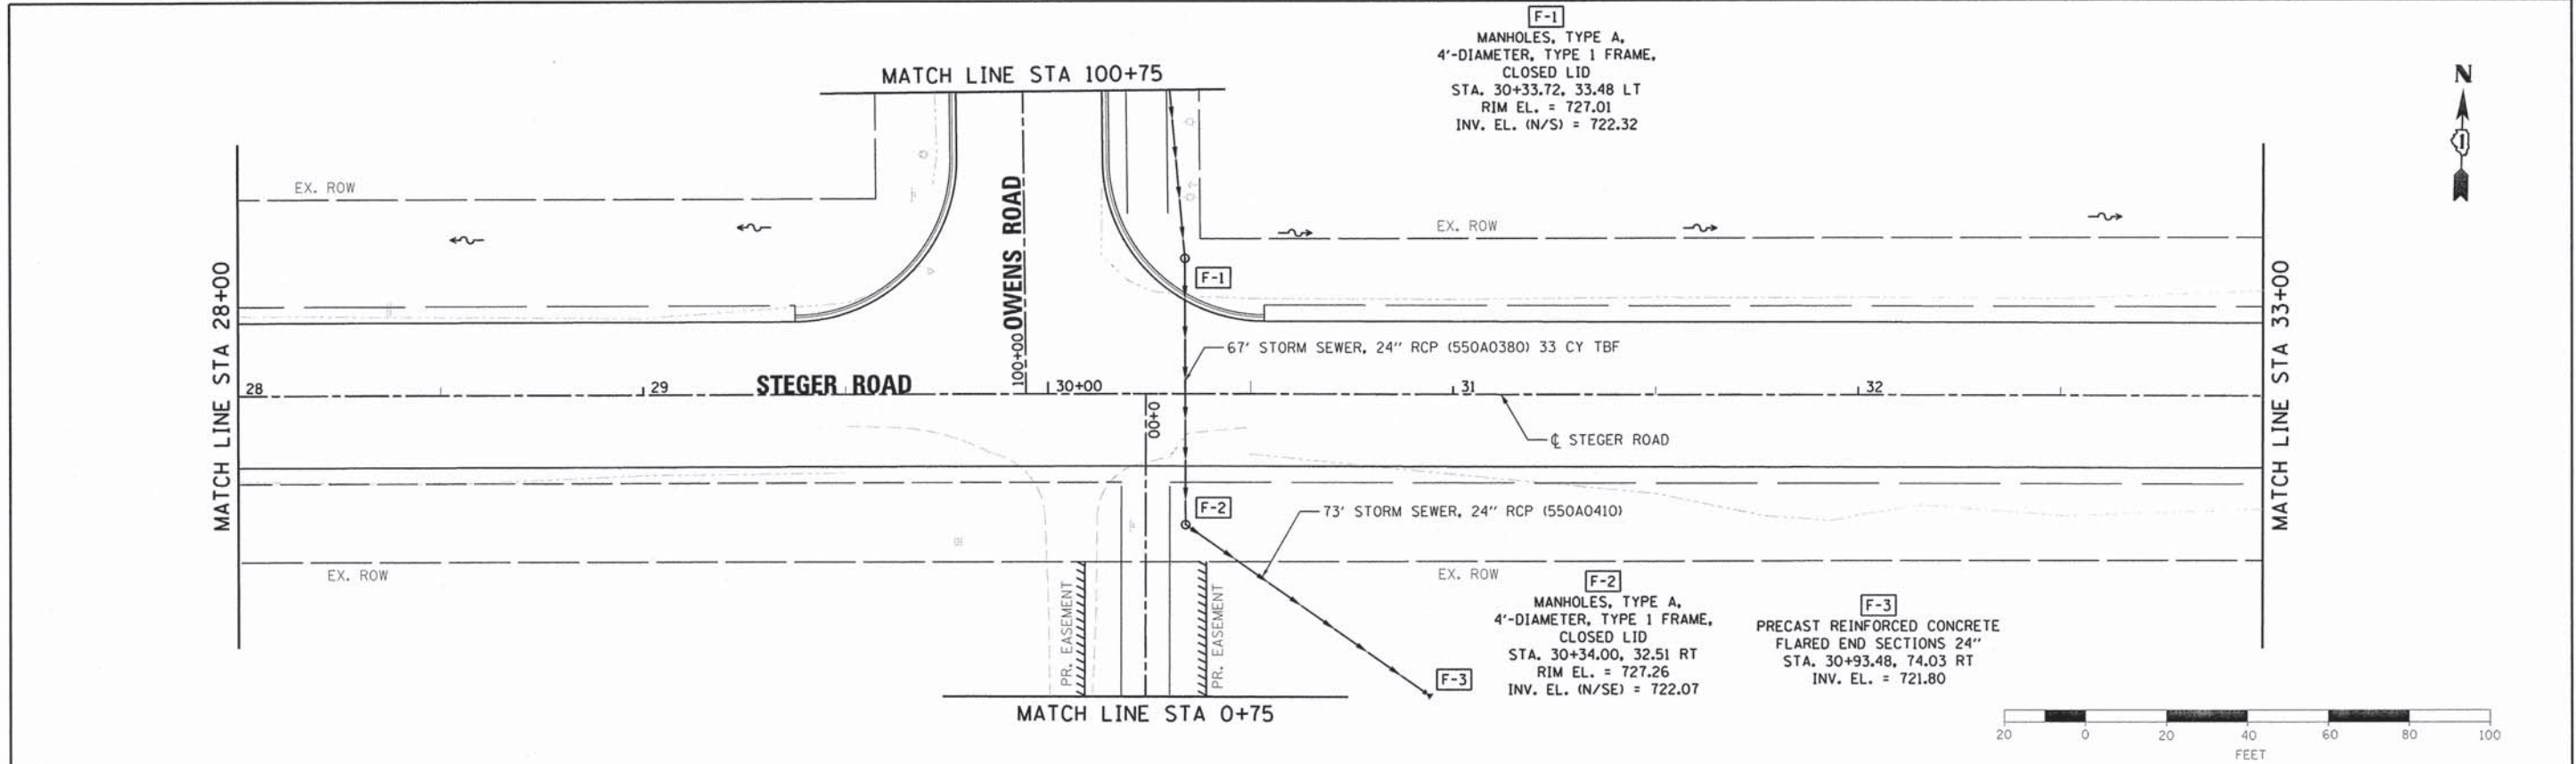 F-1
MANHOLES, TYPE A,
4'-DIAMETER, TYPE 1 FRAME,
CLOSED LID
STA. 30+33.72, 33.48 LT
RIM EL. = 727.01
INV. EL. (N/S) = 722.32
MATCH LINE STA 100+75
N
1
EX. ROW
EX. ROW
OWENS ROAD
100+00
F-1
MATCH LINE STA 28+00
MATCH LINE STA 33+00
67' STORM SEWER, 24" RCP (550A0380) 33 CY TBF
28
29
STEGER ROAD
30+00
31
32
0+00
℄ STEGER ROAD
F-2
73' STORM SEWER, 24" RCP (550A0410)
EX. ROW
EX. ROW
PR. EASEMENT
PR. EASEMENT
F-2
MANHOLES, TYPE A,
4'-DIAMETER, TYPE 1 FRAME,
CLOSED LID
STA. 30+34.00, 32.51 RT
RIM EL. = 727.26
INV. EL. (N/SE) = 722.07
F-3
PRECAST REINFORCED CONCRETE
FLARED END SECTIONS 24"
STA. 30+93.48, 74.03 RT
INV. EL. = 721.80
F-3
MATCH LINE STA 0+75
20 0 20 40 60 80 100
FEET